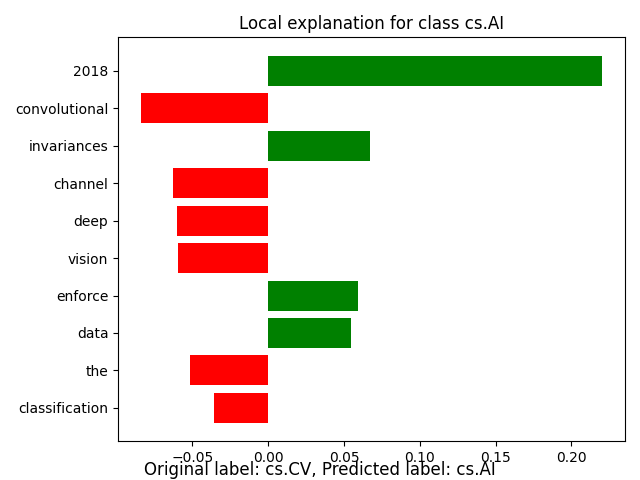 Local explanation for class cs.AI
2018
convolutional
invariances
channel
deep
vision
enforce
data
the
classification
−0.05 0.00 0.05 0.10 0.15 0.20
Original label: cs.CV, Predicted label: cs.AI